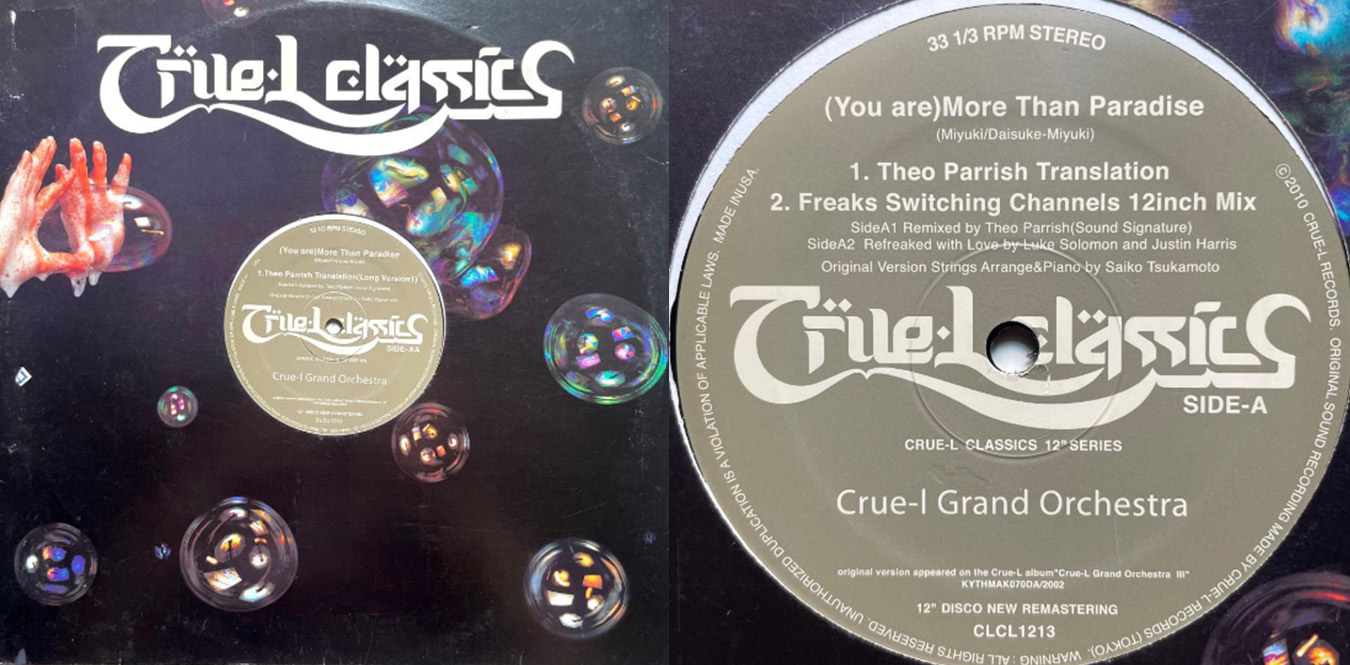 Crue-L classics
33 1/3 RPM STEREO
(You are)More Than Paradise
1.Theo Parrish Translation(Long Version1)
Crue-L classics
SIDE-AA
Crue-l Grand Orchestra
12" DISCO NEW REMASTERING
CLCL1213
33 1/3 RPM STEREO
(You are)More Than Paradise
(Miyuki/Daisuke-Miyuki)
1. Theo Parrish Translation
2. Freaks Switching Channels 12inch Mix
SideA1 Remixed by Theo Parrish(Sound Signature)
SideA2 Refreaked with Love by Luke Solomon and Justin Harris
Original Version Strings Arrange&Piano by Saiko Tsukamoto
Crue-L classics
SIDE-A
CRUE-L CLASSICS 12" SERIES
Crue-l Grand Orchestra
original version appeared on the Crue-L album"Crue-L Grand Orchestra III"
KYTHMAK070DA/2002
12" DISCO NEW REMASTERING
CLCL1213
©2010 CRUE-L RECORDS. ORIGINAL SOUND RECORDING MADE BY CRUE-L RECORDS (TOKYO). WARNING : ALL RIGHTS RESERVED. UNAUTHORIZED DUPLICATION IS A VIOLATION OF APPLICABLE LAWS. MADE INUSA.